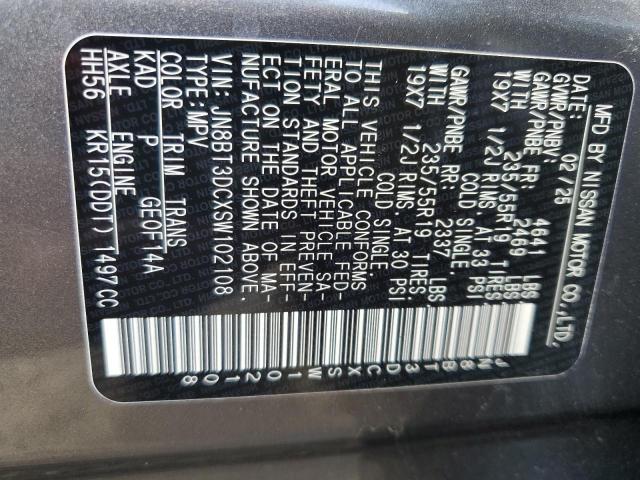 MFD BY NISSAN MOTOR CO.,LTD.
DATE: 02/25
GVWR/PNBV: 4641 LBS
GAWR/PNBE FR: 2469 LBS
WITH 235/55R19 TIRES,
19X7 1/2J RIMS, AT 33 PSI
COLD SINGLE
GAWR/PNBE RR: 2337 LBS,
WITH 235/55R19 TIRES,
19X7 1/2J RIMS, AT 30 PSI
COLD SINGLE
THIS VEHICLE CONFORMS
TO ALL APPLICABLE FED-
ERAL MOTOR VEHICLE SA
FETY AND THEFT PREVEN-
TION STANDARDS IN EFF-
ECT ON THE DATE OF MA-
NUFACTURE SHOWN ABOVE.
VIN: JN8BT3DCXSW102108
TYPE: MPV
COLOR TRIM TRANS
KAD P GE0FT4A
AXLE ENGINE
HH56 KR15(DDT) 1497CC
JN8BT3DCXSW102108